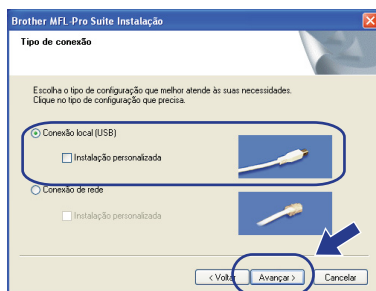 Brother MFL-Pro Suite Instalação
Tipo de conexão
Escolha o tipo de configuração que melhor atende às suas necessidades.
Clique no tipo de configuração que precisa.
Conexão local (USB)
Instalação personalizada
Conexão de rede
Instalação personalizada
< Voltar Avançar > Cancelar